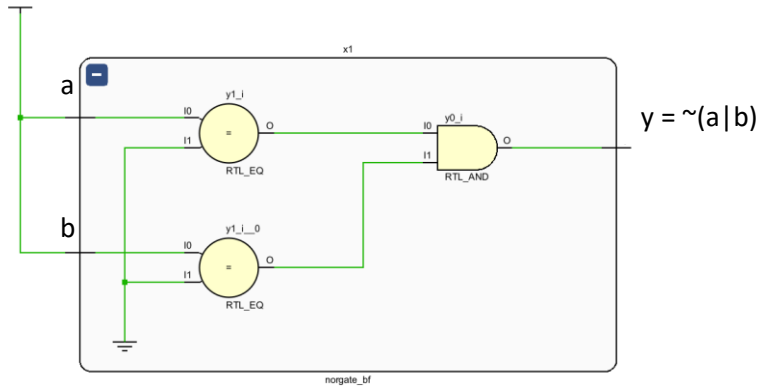 x1
a
y1_i
I0
=
O
I1
RTL_EQ
y0_i
I0
O
I1
RTL_AND
y = ~(a|b)
b
y1_i__0
I0
=
O
I1
RTL_EQ
norgate_bf